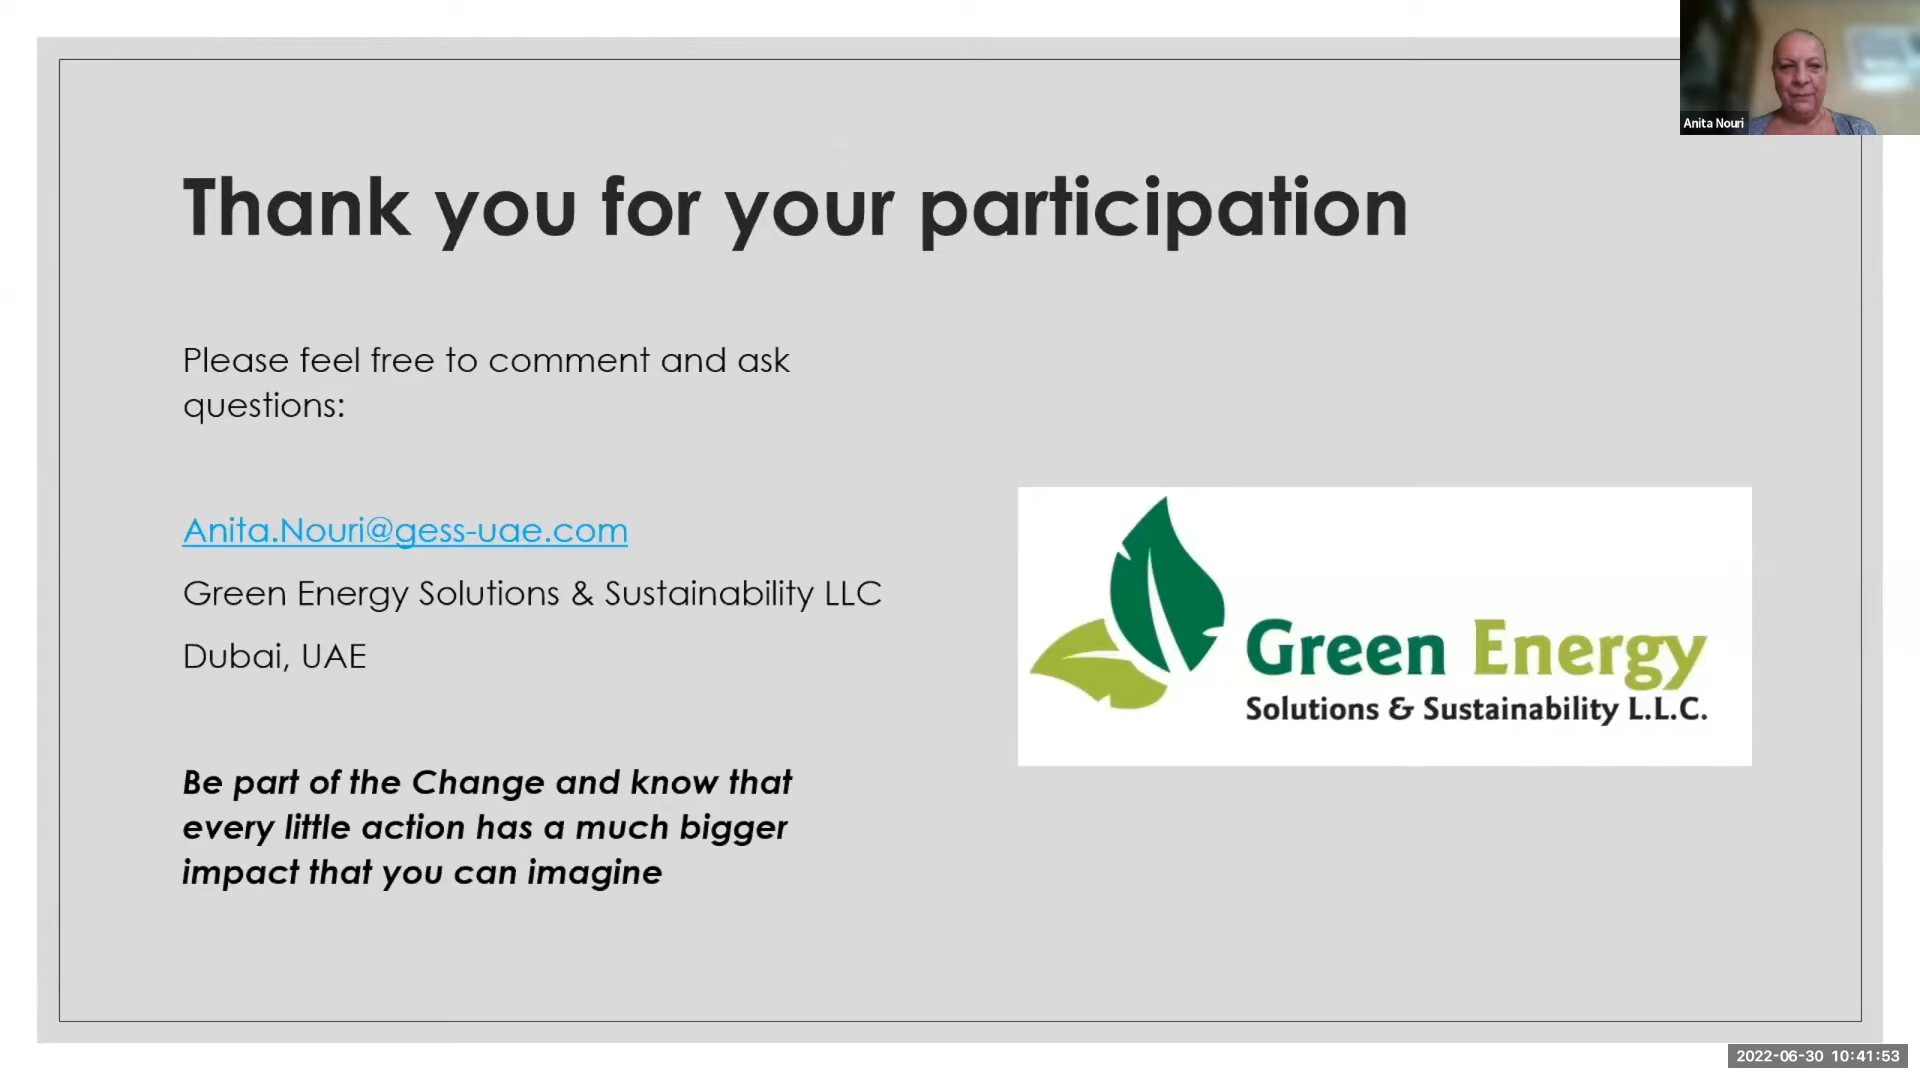 Anita Nouri
Thank you for your participation
Please feel free to comment and ask
questions:
Anita.Nouri@gess-uae.com
Green Energy Solutions & Sustainability LLC
Dubai, UAE
Green Energy
Solutions & Sustainability L.L.C.
Be part of the Change and know that
every little action has a much bigger
impact that you can imagine
2022-06-30 10:41:53